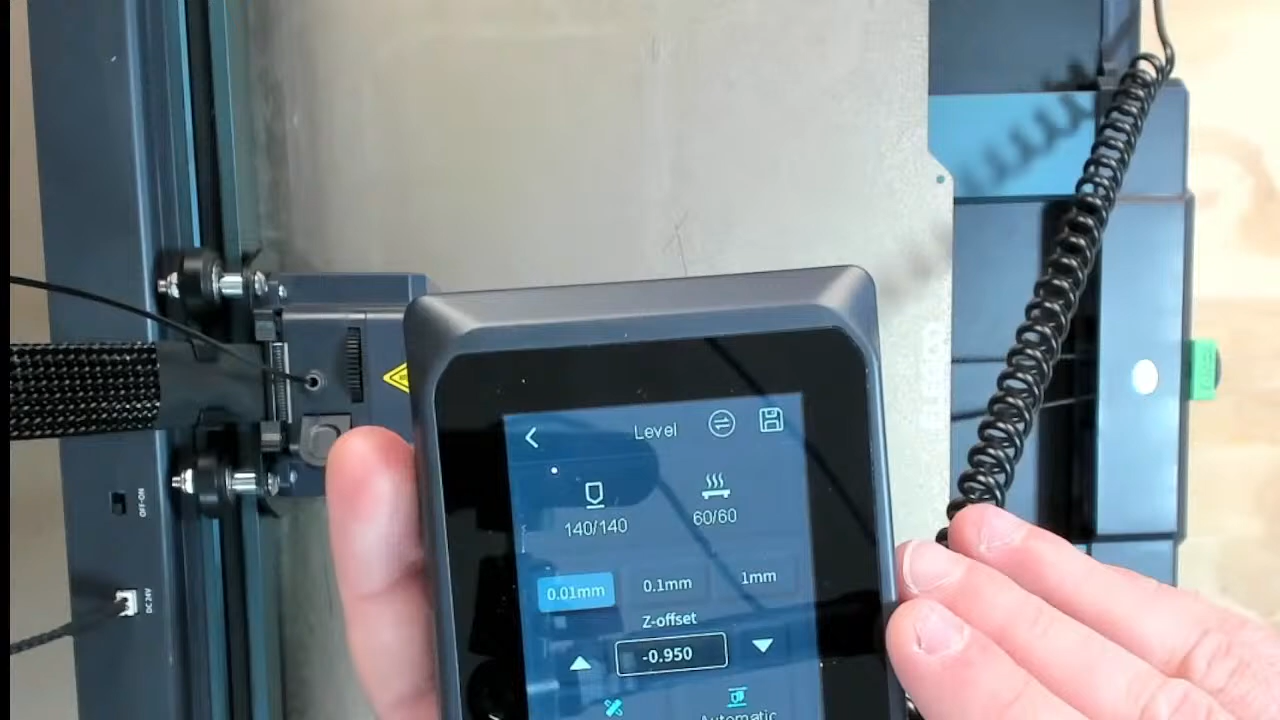 Level
140/140
60/60
0.01mm
0.1mm
1mm
Z-offset
-0.950
Automatic
OFF-ON
DC 24V